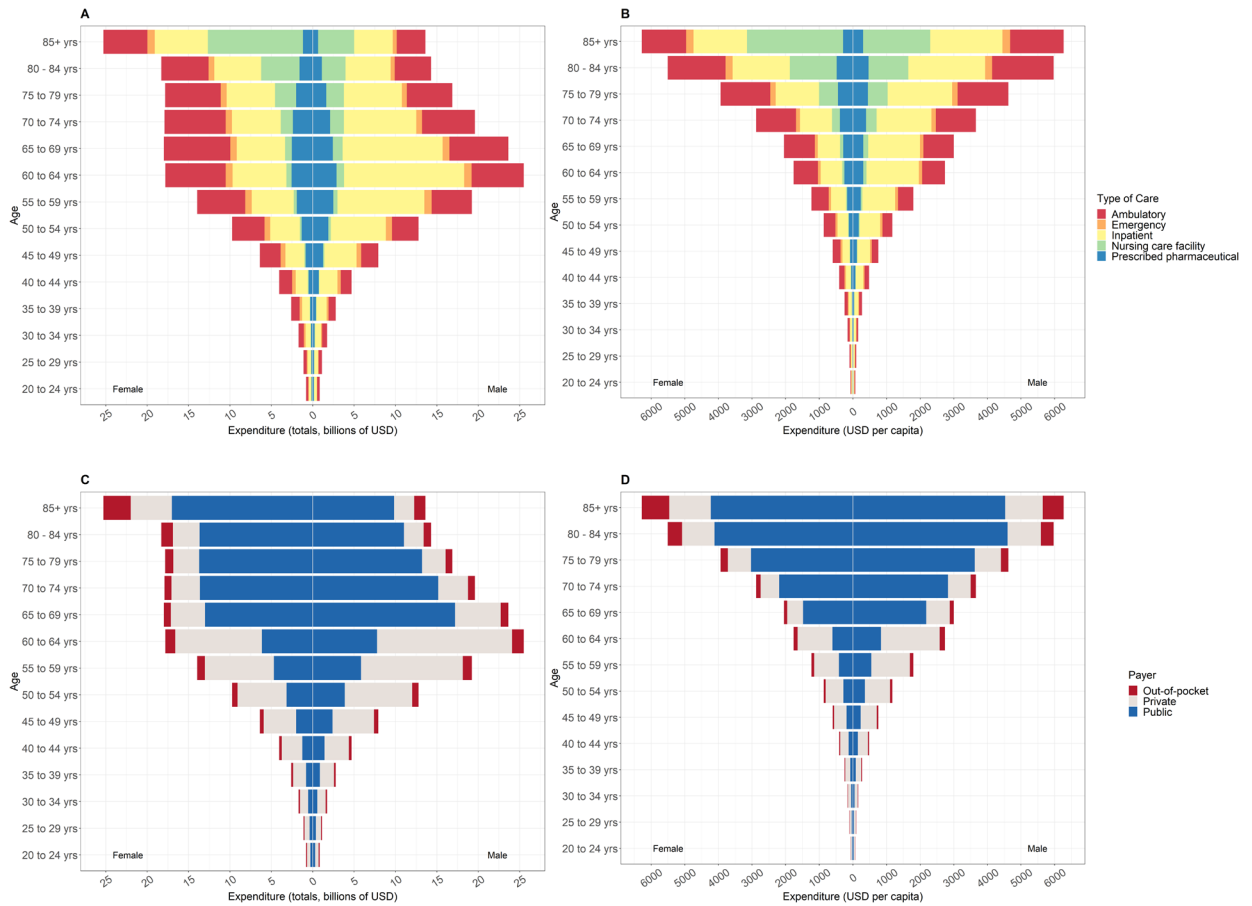 A
85+ yrs
80 - 84 yrs
75 to 79 yrs
70 to 74 yrs
65 to 69 yrs
60 to 64 yrs
55 to 59 yrs
50 to 54 yrs
45 to 49 yrs
40 to 44 yrs
35 to 39 yrs
30 to 34 yrs
25 to 29 yrs
20 to 24 yrs
Age
Female
Male
25 20 15 10 5 0 5 10 15 20 25
Expenditure (totals, billions of USD)
B
85+ yrs
80 - 84 yrs
75 to 79 yrs
70 to 74 yrs
65 to 69 yrs
60 to 64 yrs
55 to 59 yrs
50 to 54 yrs
45 to 49 yrs
40 to 44 yrs
35 to 39 yrs
30 to 34 yrs
25 to 29 yrs
20 to 24 yrs
Age
Female
Male
6000 5000 4000 3000 2000 1000 0 1000 2000 3000 4000 5000 6000
Expenditure (USD per capita)
Type of Care
Ambulatory
Emergency
Inpatient
Nursing care facility
Prescribed pharmaceutical
C
85+ yrs
80 - 84 yrs
75 to 79 yrs
70 to 74 yrs
65 to 69 yrs
60 to 64 yrs
55 to 59 yrs
50 to 54 yrs
45 to 49 yrs
40 to 44 yrs
35 to 39 yrs
30 to 34 yrs
25 to 29 yrs
20 to 24 yrs
Age
Female
Male
25 20 15 10 5 0 5 10 15 20 25
Expenditure (totals, billions of USD)
D
85+ yrs
80 - 84 yrs
75 to 79 yrs
70 to 74 yrs
65 to 69 yrs
60 to 64 yrs
55 to 59 yrs
50 to 54 yrs
45 to 49 yrs
40 to 44 yrs
35 to 39 yrs
30 to 34 yrs
25 to 29 yrs
20 to 24 yrs
Age
Female
Male
6000 5000 4000 3000 2000 1000 0 1000 2000 3000 4000 5000 6000
Expenditure (USD per capita)
Payer
Out-of-pocket
Private
Public